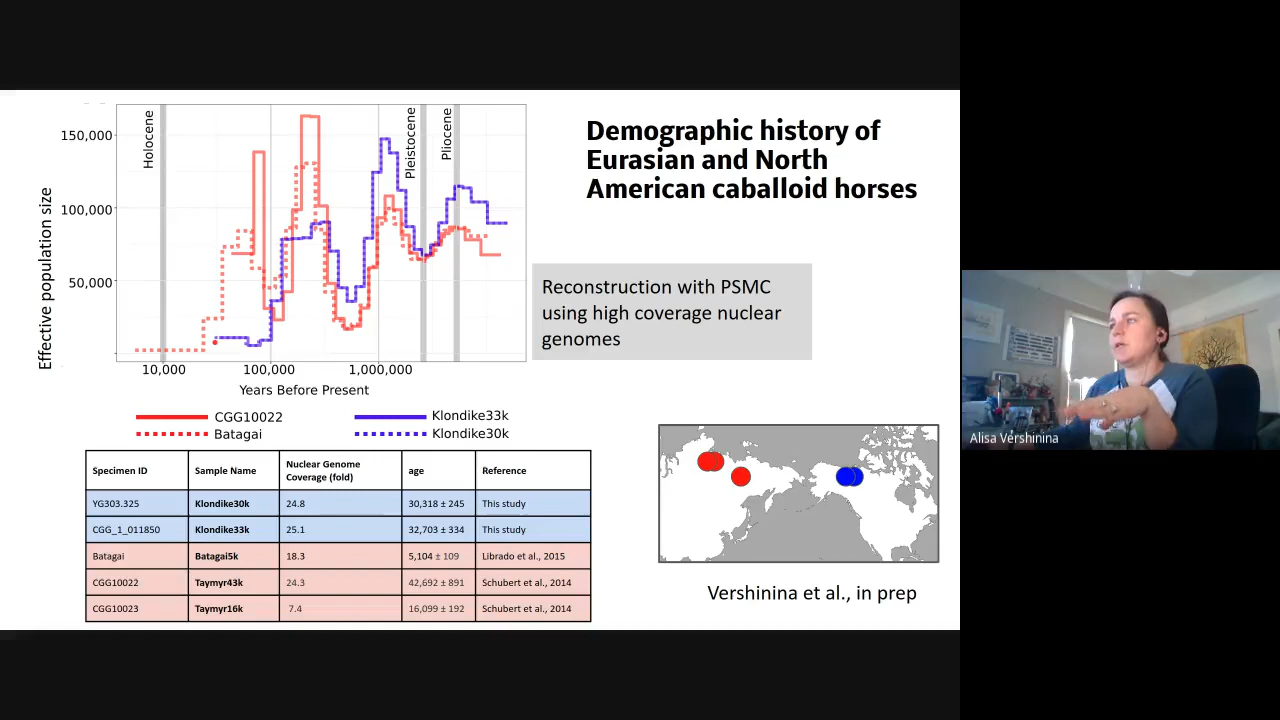 Demographic history of
Eurasian and North
American caballoid horses
Effective population size
150,000
100,000
50,000
Holocene
Pleistocene
Pliocene
10,000 100,000 1,000,000
Years Before Present
CGG10022 Klondike33k
Batagai Klondike30k
Reconstruction with PSMC
using high coverage nuclear
genomes
Specimen ID Sample Name Nuclear Genome Coverage (fold) age Reference
YG303.325 Klondike30k 24.8 30,318 ± 245 This study
CGG_1_011850 Klondike33k 25.1 32,703 ± 334 This study
Batagai Batagai5k 18.3 5,104 ± 109 Librado et al., 2015
CGG10022 Taymyr43k 24.3 42,692 ± 891 Schubert et al., 2014
CGG10023 Taymyr16k 7.4 16,099 ± 192 Schubert et al., 2014
Vershinina et al., in prep
Alisa Vershinina